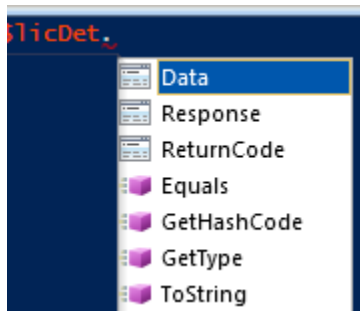 $licDet.
Data
Response
ReturnCode
Equals
GetHashCode
GetType
ToString